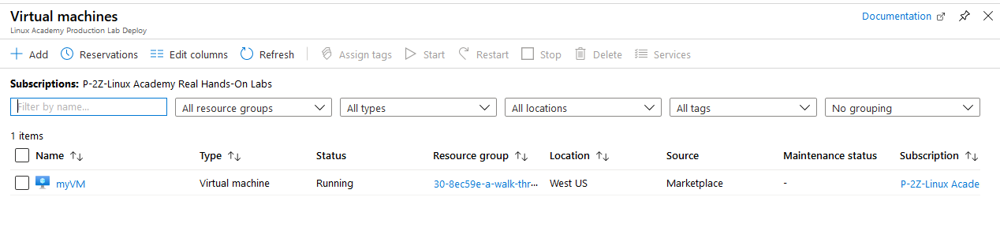 Virtual machines
Documentation
Linux Academy Production Lab Deploy
Add Reservations Edit columns Refresh Assign tags Start Restart Stop Delete Services
Subscriptions: P-2Z-Linux Academy Real Hands-On Labs
Filter by name... All resource groups All types All locations All tags No grouping
1 items
Name Type Status Resource group Location Source Maintenance status Subscription
myVM Virtual machine Running 30-8ec59e-a-walk-thr... West US Marketplace - P-2Z-Linux Acade